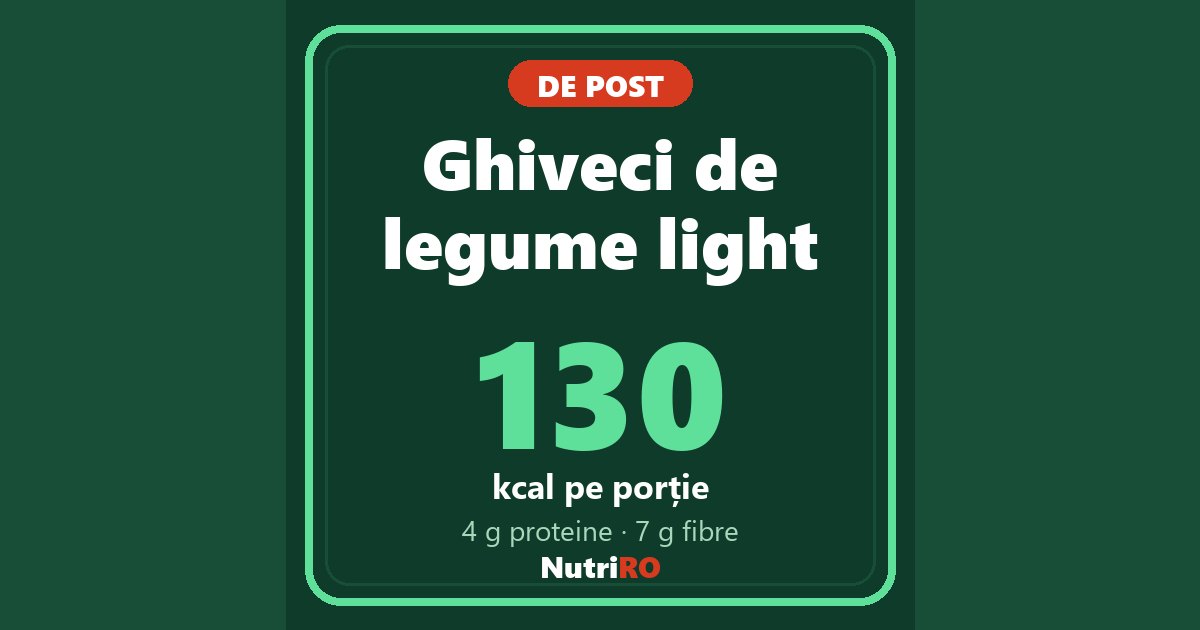 DE POST
Ghiveci de
legume light
130
kcal pe porție
4 g proteine · 7 g fibre
NutriRO